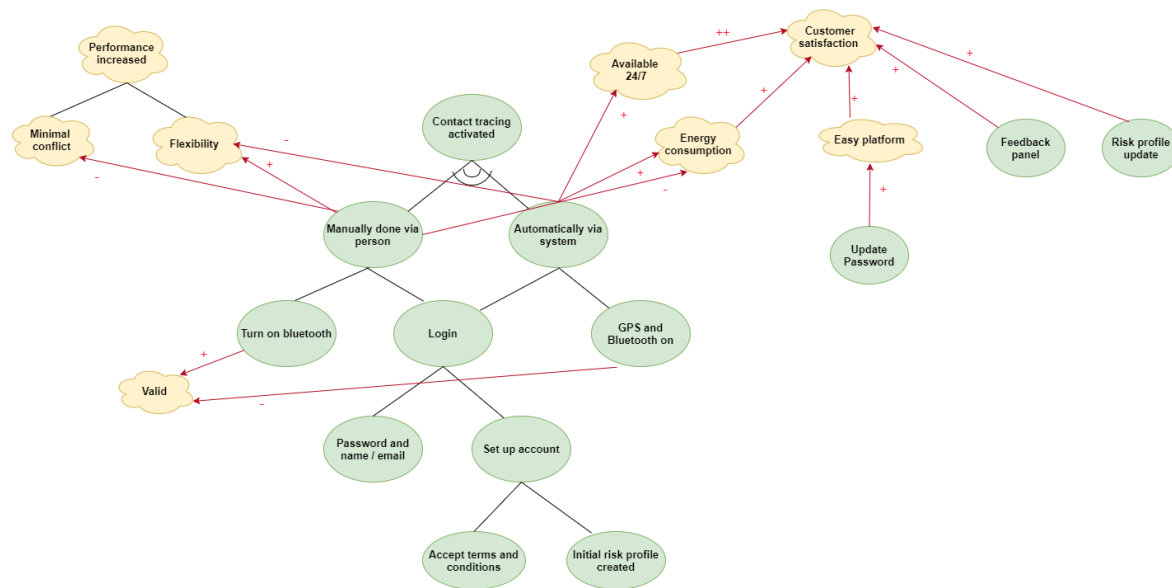 Performance
increased
Customer
satisfaction
++
Available
24/7
+
+
+
+
+
Contact tracing
activated
Minimal
conflict
Flexibility
-
Energy
consumption
Easy platform
Feedback
panel
Risk profile
update
-
+
+
-
+
Manually done via
person
Automatically via
system
Update
Password
Turn on bluetooth
Login
GPS and
Bluetooth on
+
Valid
-
Password and
name / email
Set up account
Accept terms and
conditions
Initial risk profile
created